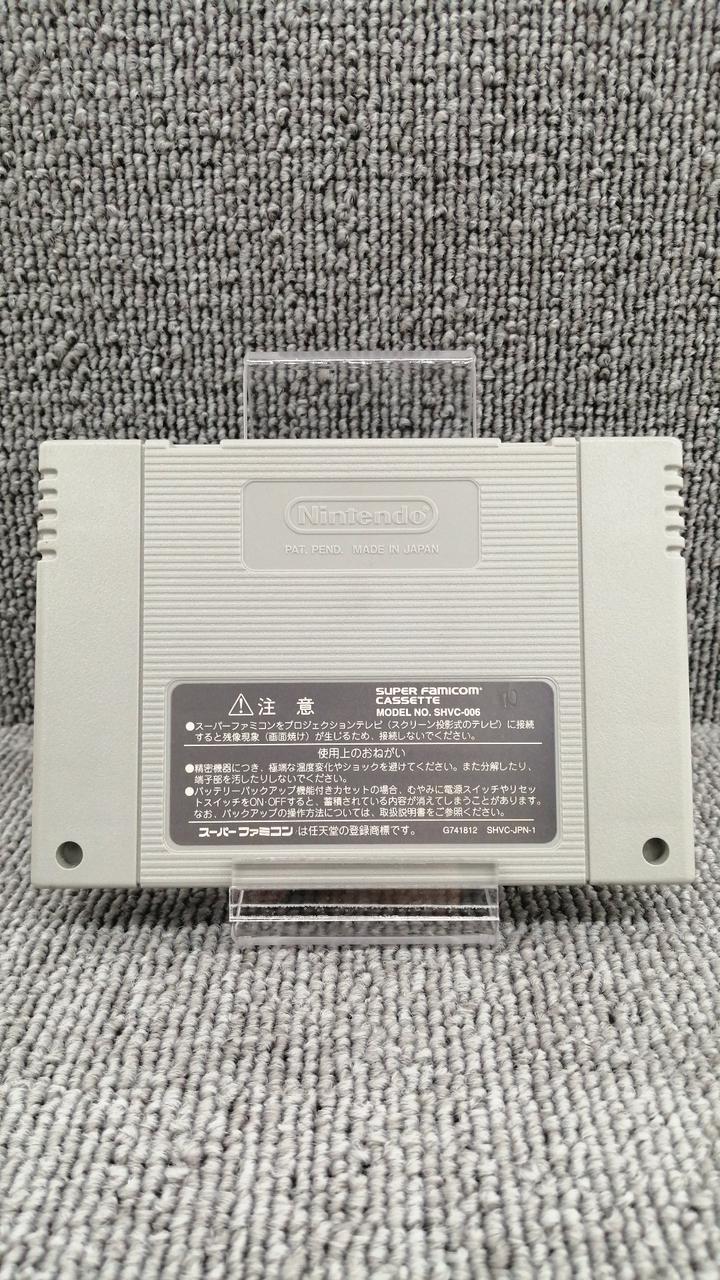 Nintendo®
PAT. PEND. MADE IN JAPAN
注 意
SUPER FAMICOM®
CASSETTE
MODEL NO. SHVC-006
●スーパーファミコンをプロジェクションテレビ（スクリーン投影式のテレビ）に接続
すると残像現象（画面焼け）が生じるため、接続しないでください。
使用上のおねがい
●精密機器につき、極端な温度変化やショックを避けてください。また分解したり、
端子部を汚したりしないでください。
●バッテリーバックアップ機能付きカセットの場合、むやみに電源スイッチやリセッ
トスイッチをON·OFFすると、蓄積されている内容が消えてしまうことがあります。
なお、バックアップの操作方法については、取扱説明書をご参照ください。
スーパーファミコンは任天堂の登録商標です。 G741812 SHVC-JPN-1